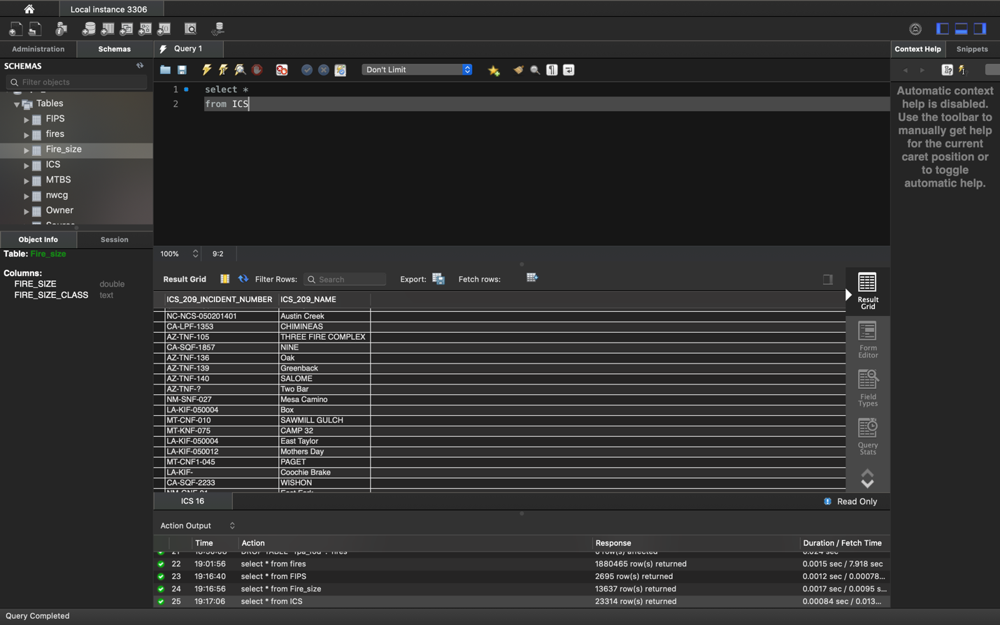 Local instance 3306
Administration
Schemas
Query 1
Context Help
Snippets
SCHEMAS
Filter objects
Don't Limit
Tables
FIPS
fires
Fire_size
ICS
MTBS
nwcg
Owner
1 select *
2 from ICS
Automatic context
help is disabled.
Use the toolbar to
manually get help
for the current
caret position or
to toggle
automatic help.
Object Info
Session
Table: Fire_size
Columns:
FIRE_SIZE double
FIRE_SIZE_CLASS text
100% 9:2
Result Grid Filter Rows: Search Export: Fetch rows:
ICS_209_INCIDENT_NUMBER ICS_209_NAME
NC-NCS-050201401 Austin Creek
CA-LPF-1353 CHIMINEAS
AZ-TNF-105 THREE FIRE COMPLEX
CA-SQF-1857 NINE
AZ-TNF-136 Oak
AZ-TNF-139 Greenback
AZ-TNF-140 SALOME
AZ-TNF-? Two Bar
NM-SNF-027 Mesa Camino
LA-KIF-050004 Box
MT-CNF-010 SAWMILL GULCH
MT-KNF-075 CAMP 32
LA-KIF-050004 East Taylor
LA-KIF-050012 Mothers Day
MT-CNF1-045 PAGET
LA-KIF- Coochie Brake
CA-SQF-2233 WISHON
Result
Grid
Form
Editor
Field
Types
Query
Stats
ICS 16
Read Only
Action Output
Time Action Response Duration / Fetch Time
22 19:01:56 select * from fires 1880465 row(s) returned 0.0015 sec / 7.918 sec
23 19:16:40 select * from FIPS 2695 row(s) returned 0.0012 sec / 0.00078...
24 19:16:56 select * from Fire_size 13637 row(s) returned 0.0017 sec / 0.0095 s...
25 19:17:06 select * from ICS 23314 row(s) returned 0.00084 sec / 0.013...
Query Completed